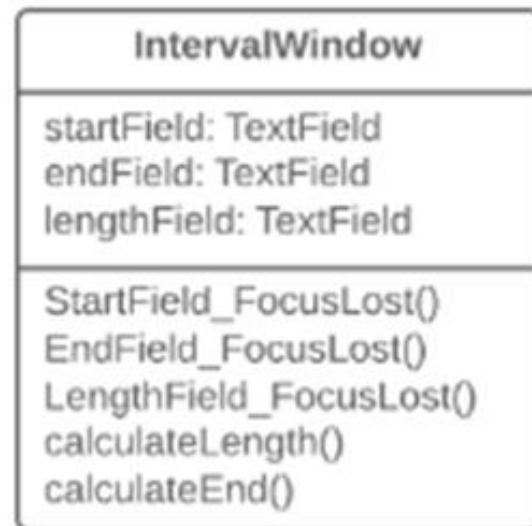 IntervalWindow
startField: TextField
endField: TextField
lengthField: TextField
StartField_FocusLost()
EndField_FocusLost()
LengthField_FocusLost()
calculateLength()
calculateEnd()